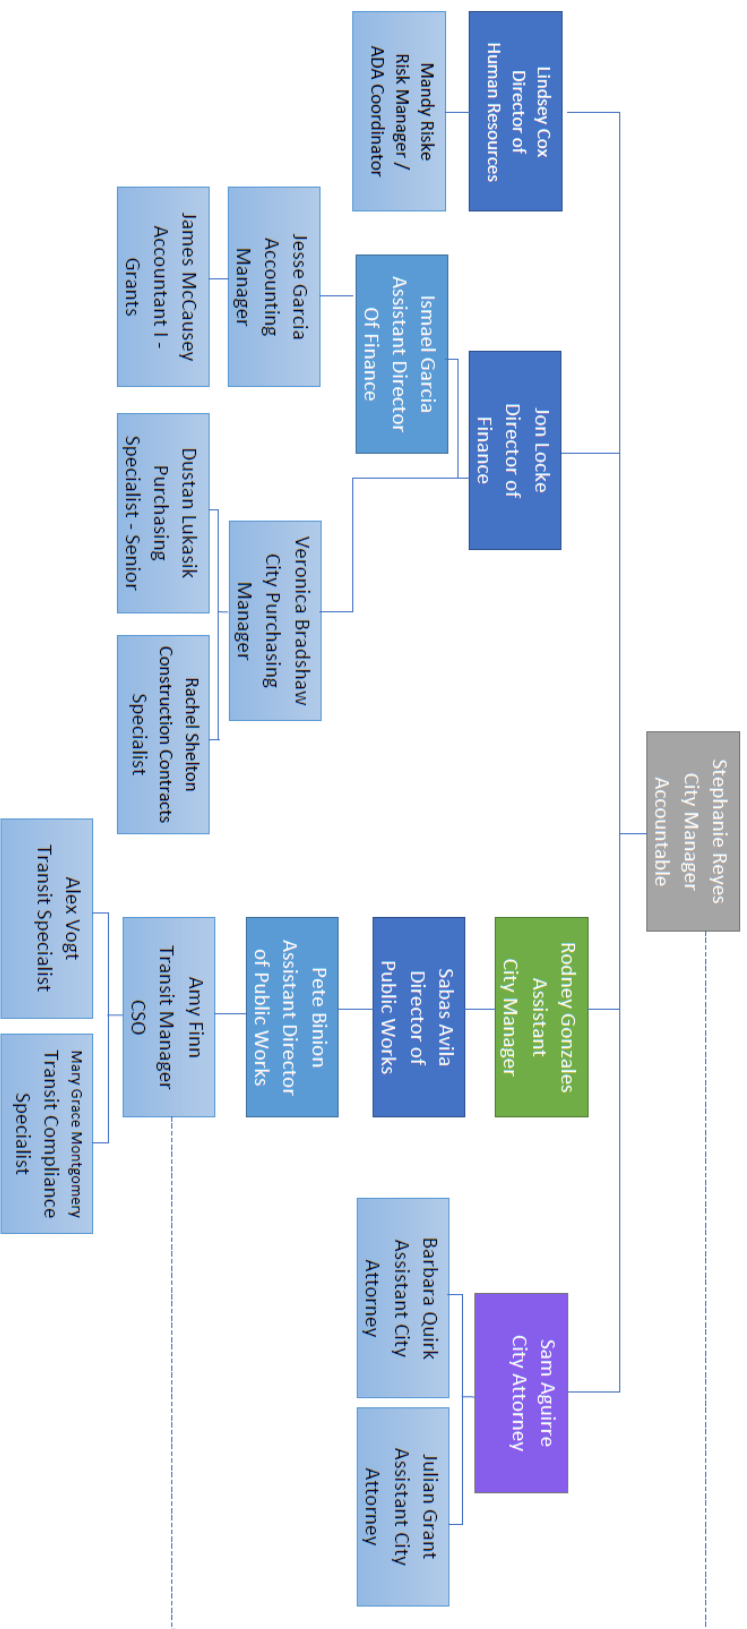 Stephanie Reyes
City Manager
Accountable
Lindsey Cox
Director of
Human Resources
Mandy Riske
Risk Manager /
ADA Coordinator
Jon Locke
Director of
Finance
Ismael Garcia
Assistant Director
Of Finance
Jesse Garcia
Accounting
Manager
James McCausey
Accountant I -
Grants
Veronica Bradshaw
City Purchasing
Manager
Dustan Lukasik
Purchasing
Specialist - Senior
Rachel Shelton
Construction Contracts
Specialist
Rodney Gonzales
Assistant
City Manager
Sabas Avila
Director of
Public Works
Pete Binion
Assistant Director
of Public Works
Amy Finn
Transit Manager
CSO
Alex Vogt
Transit Specialist
Mary Grace Montgomery
Transit Compliance
Specialist
Sam Aguirre
City Attorney
Barbara Quirk
Assistant City
Attorney
Julian Grant
Assistant City
Attorney